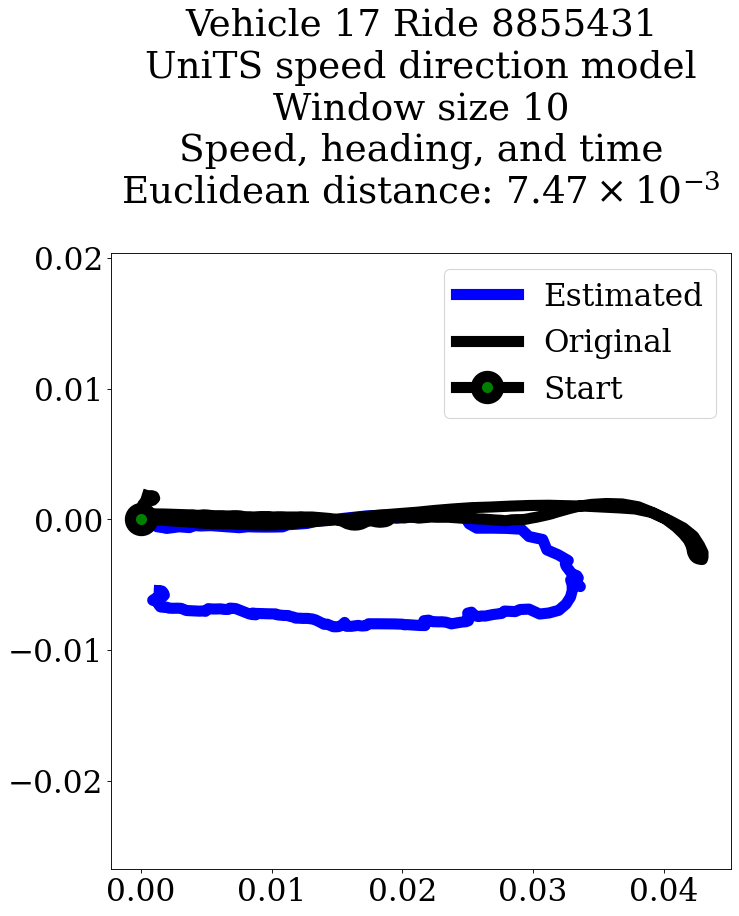 Vehicle 17 Ride 8855431
UniTS speed direction model
Window size 10
Speed, heading, and time
Euclidean distance: 7.47 × 10⁻³
0.02
0.01
0.00
−0.01
−0.02
Estimated
Original
Start
0.00 0.01 0.02 0.03 0.04